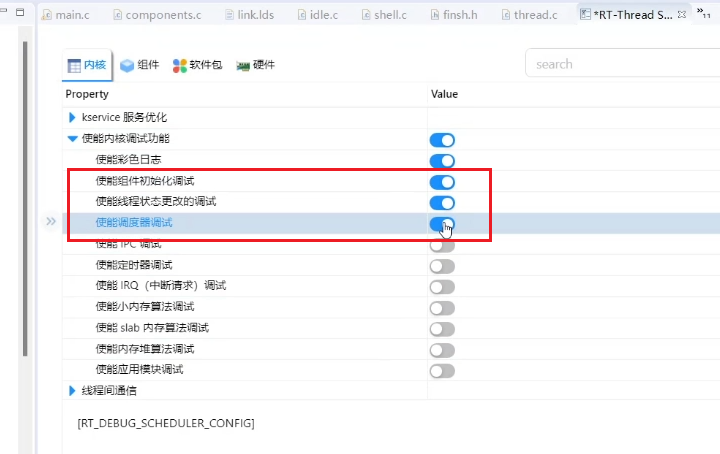 main.c components.c link.lds idle.c shell.c finsh.h thread.c *RT-Thread S... »11
内核 组件 软件包 硬件 search
Property Value
kservice 服务优化
使能内核调试功能
使能彩色日志
使能组件初始化调试
使能线程状态更改的调试
使能调度器调试
使能 IPC 调试
使能定时器调试
使能 IRQ（中断请求）调试
使能小内存算法调试
使能 slab 内存算法调试
使能内存堆算法调试
使能应用模块调试
线程间通信
[RT_DEBUG_SCHEDULER_CONFIG]